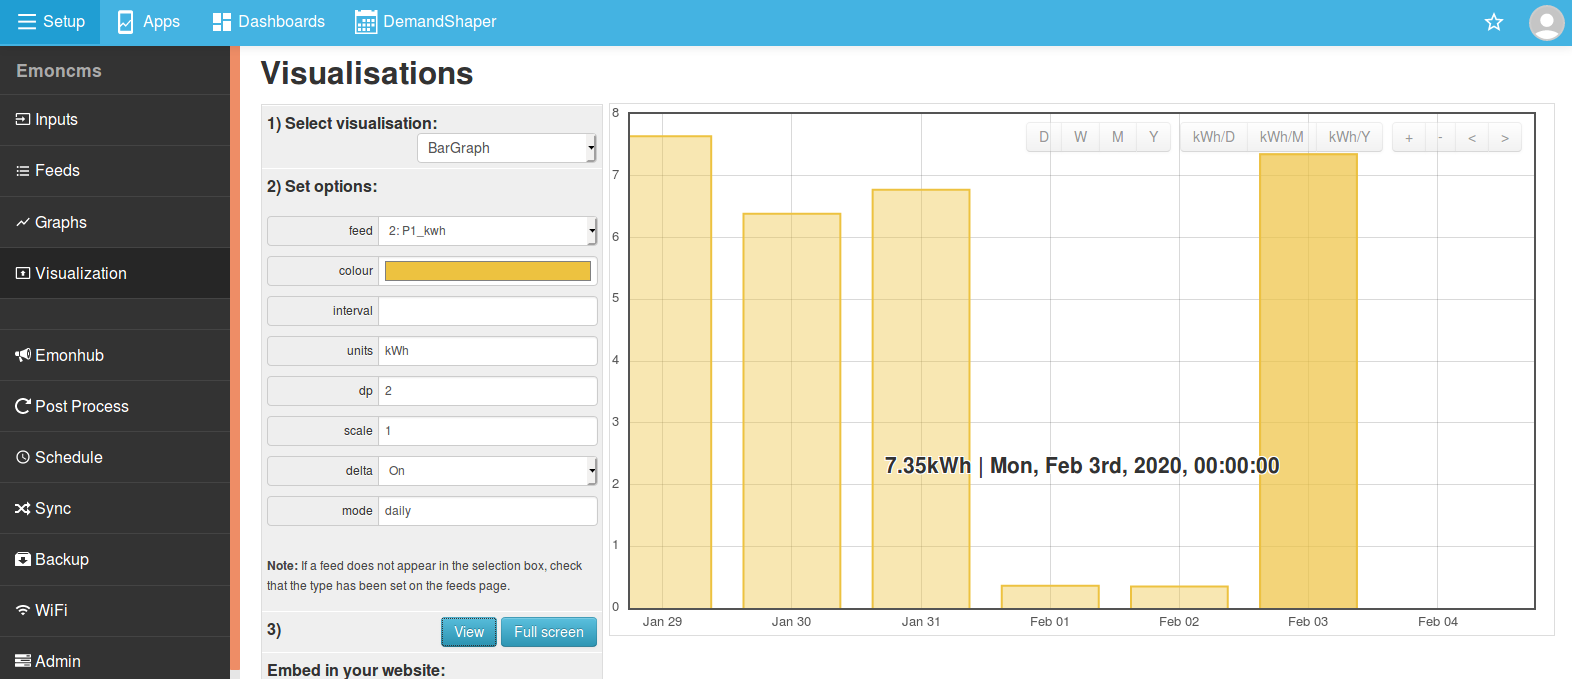 Setup Apps Dashboards DemandShaper
Emoncms
Inputs
Feeds
Graphs
Visualization
Emonhub
Post Process
Schedule
Sync
Backup
WiFi
Admin
Visualisations
1) Select visualisation:
BarGraph
2) Set options:
feed 2: P1_kwh
colour
interval
units kWh
dp 2
scale 1
delta On
mode daily
Note: If a feed does not appear in the selection box, check
that the type has been set on the feeds page.
3) View Full screen
Embed in your website:
D W M Y kWh/D kWh/M kWh/Y + - < >
8
7
6
5
4
3
2
1
0
7.35kWh | Mon, Feb 3rd, 2020, 00:00:00
Jan 29 Jan 30 Jan 31 Feb 01 Feb 02 Feb 03 Feb 04